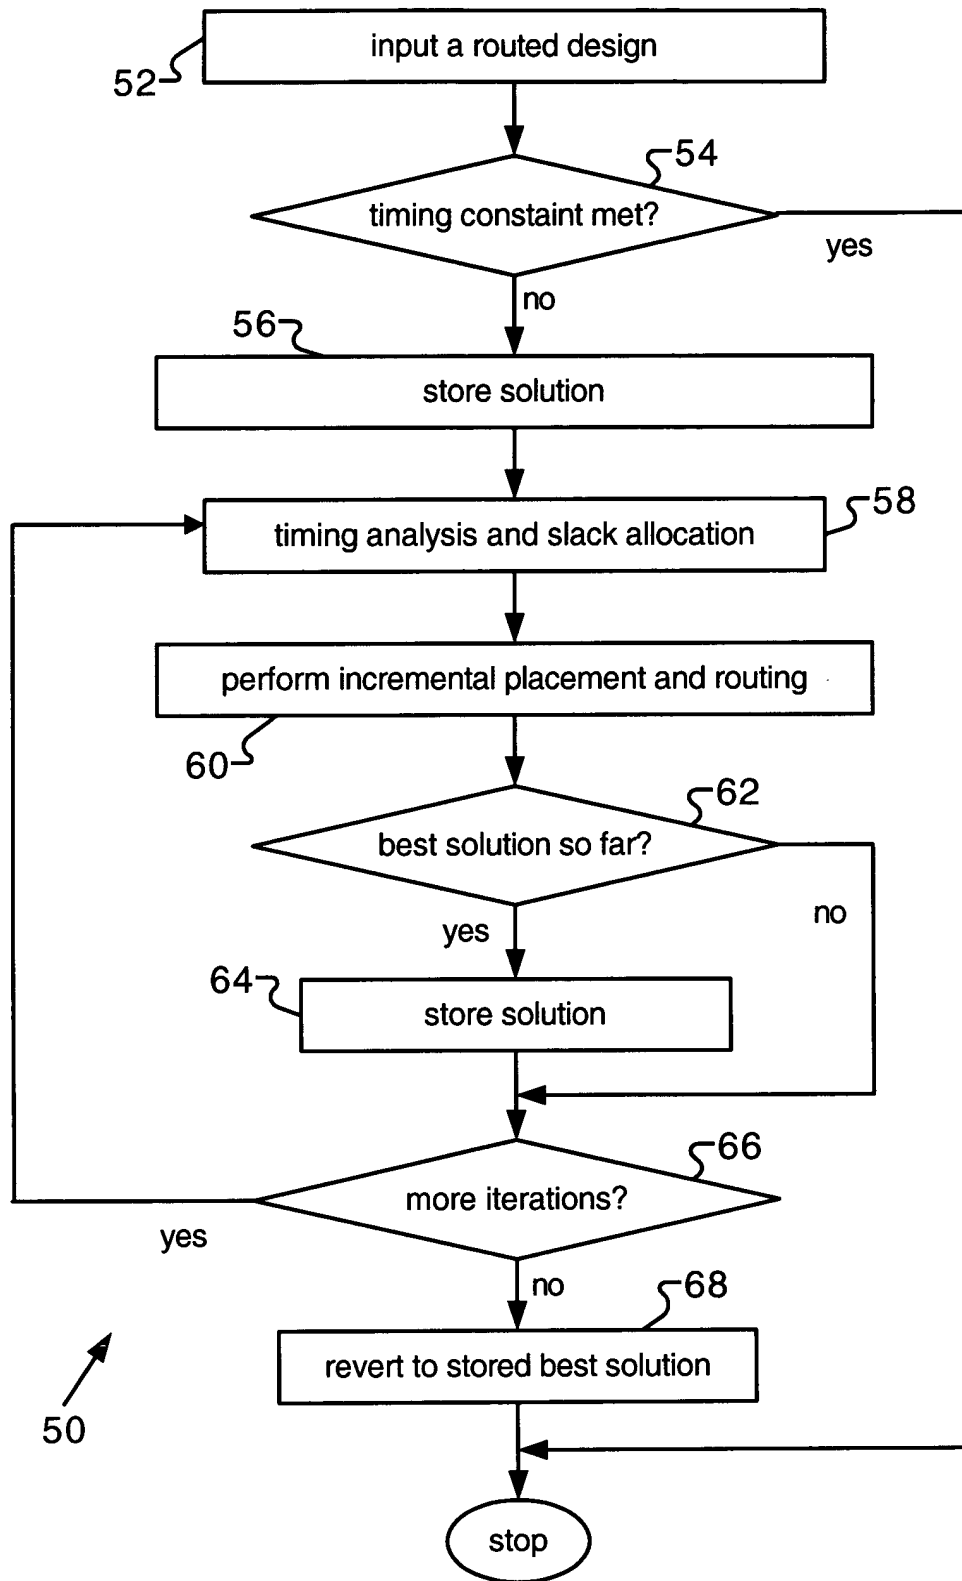 input a routed design
52
54
timing constaint met?
yes
no
56
store solution
58
timing analysis and slack allocation
perform incremental placement and routing
60
62
best solution so far?
no
yes
64
store solution
66
more iterations?
yes
no
68
revert to stored best solution
50
stop